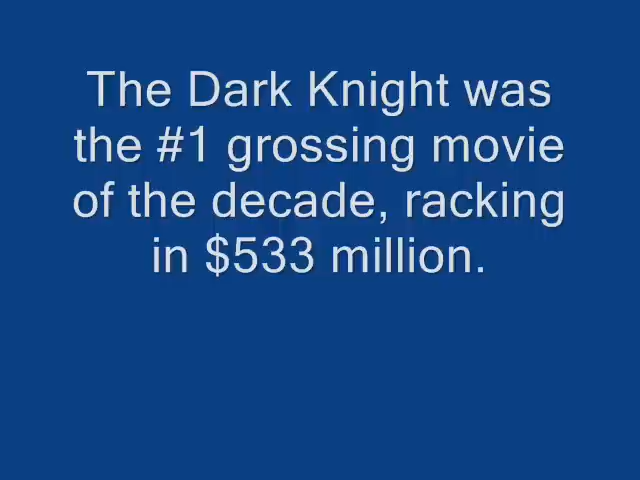 The Dark Knight was
the #1 grossing movie
of the decade, racking
in $533 million.